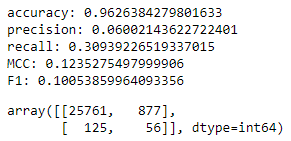 accuracy: 0.9626384279801633
precision: 0.06002143622722401
recall: 0.30939226519337015
MCC: 0.1235275497999906
F1: 0.10053859964093356
array([[25761,   877],
       [  125,    56]], dtype=int64)